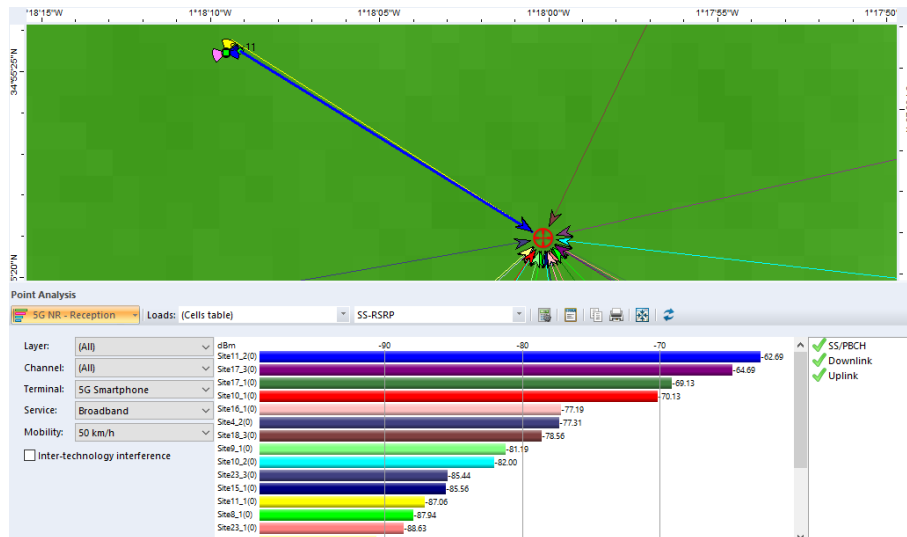 '18'15"W 1°18'10"W 1°18'05"W 1°18'00"W 1°17'55"W 1°17'50"
34°55'25"N
11
5'20"N
Point Analysis
5G NR - Reception Loads: (Cells table) SS-RSRP
Layer: (All)
Channel: (All)
Terminal: 5G Smartphone
Service: Broadband
Mobility: 50 km/h
Inter-technology interference
dBm -90 -80 -70
Site11_2(0) -62.69
Site17_3(0) -64.69
Site17_1(0) -69.13
Site10_1(0) -70.13
Site16_1(0) -77.19
Site4_2(0) -77.31
Site18_3(0) -78.56
Site9_1(0) -81.19
Site10_2(0) -82.00
Site23_3(0) -85.44
Site15_1(0) -85.56
Site11_1(0) -87.06
Site8_1(0) -87.94
Site23_1(0) -88.63
SS/PBCH
Downlink
Uplink